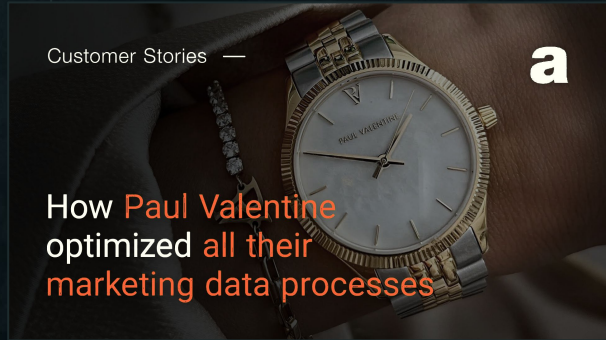 Customer Stories —
a
PAUL VALENTINE
How Paul Valentine
optimized all their
marketing data processes